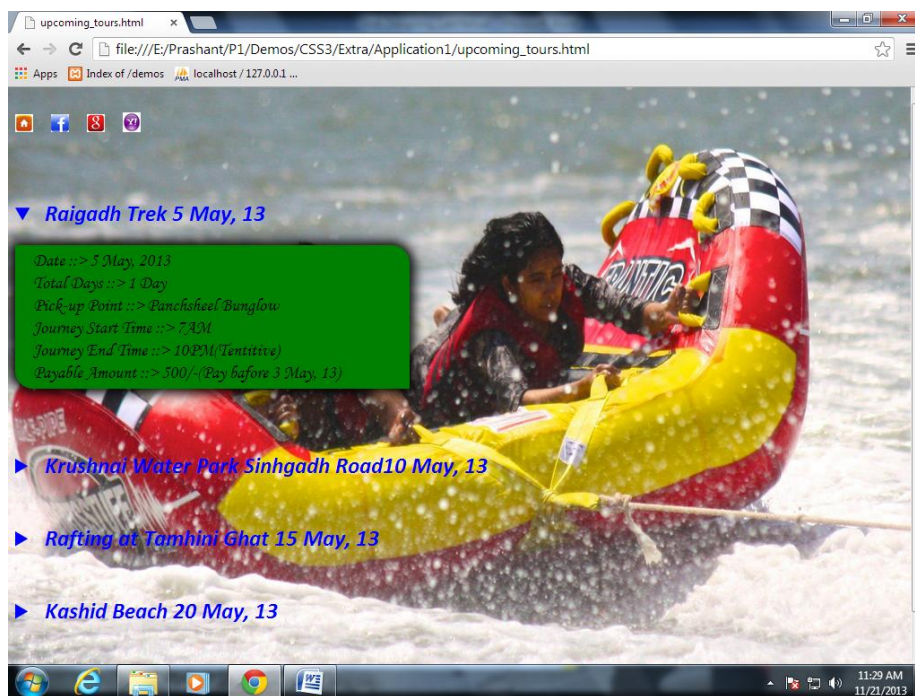 upcoming_tours.html
file:///E:/Prashant/P1/Demos/CSS3/Extra/Application1/upcoming_tours.html
Apps Index of /demos localhost / 127.0.0.1 ...
Raigadh Trek 5 May, 13
Date ::> 5 May, 2013
Total Days ::> 1 Day
Pick-up Point ::> Panchsheel Bunglow
Journey Start Time ::> 7AM
Journey End Time ::> 10PM(Tentitive)
Payable Amount ::> 500/-(Pay bafore 3 May, 13)
Krushnai Water Park Sinhgadh Road10 May, 13
Rafting at Tamhini Ghat 15 May, 13
Kashid Beach 20 May, 13
11:29 AM
11/21/2013